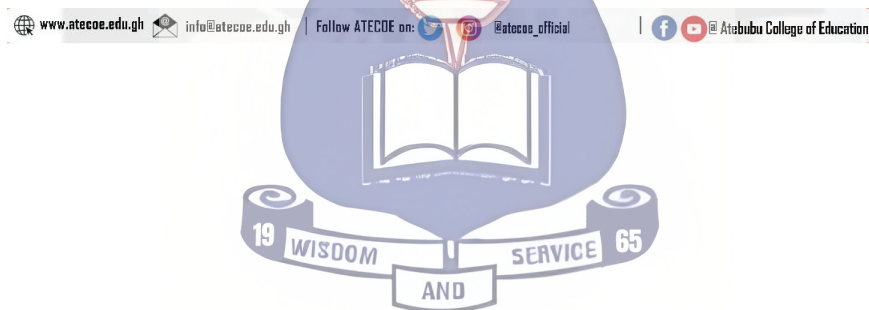 www.atecoe.edu.gh info@atecoe.edu.gh | Follow ATECOE on: @atecoe_official | @ Atebubu College of Education
19 WISDOM SERVICE 65
AND